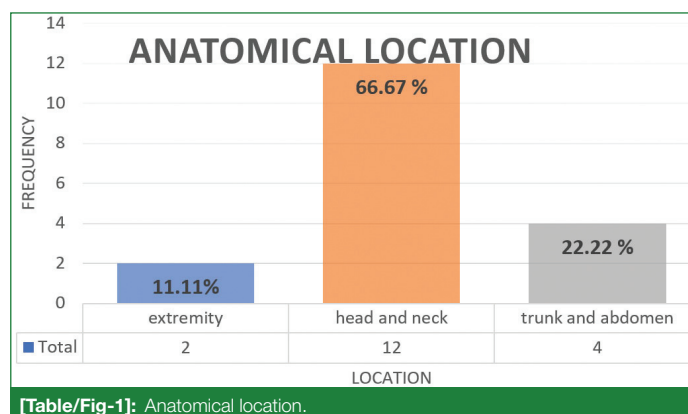 ANATOMICAL LOCATION
14
12
10
8
6
4
2
0
FREQUENCY
11.11%
66.67 %
22.22 %
extremity head and neck trunk and abdomen
Total 2 12 4
LOCATION
[Table/Fig-1]: Anatomical location.